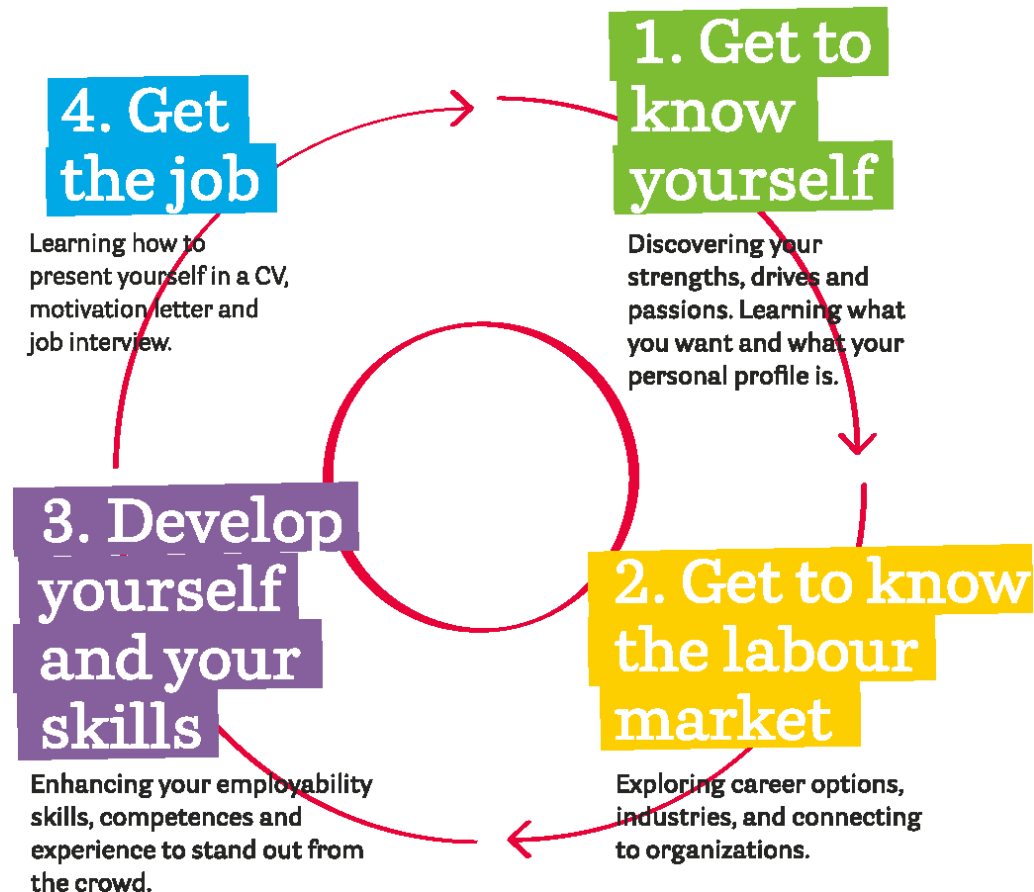 1. Get to
know
yourself
Discovering your
strengths, drives and
passions. Learning what
you want and what your
personal profile is.
2. Get to know
the labour
market
Exploring career options,
industries, and connecting
to organizations.
3. Develop
yourself
and your
skills
Enhancing your employability
skills, competences and
experience to stand out from
the crowd.
4. Get
the job
Learning how to
present yourself in a CV,
motivation letter and
job interview.